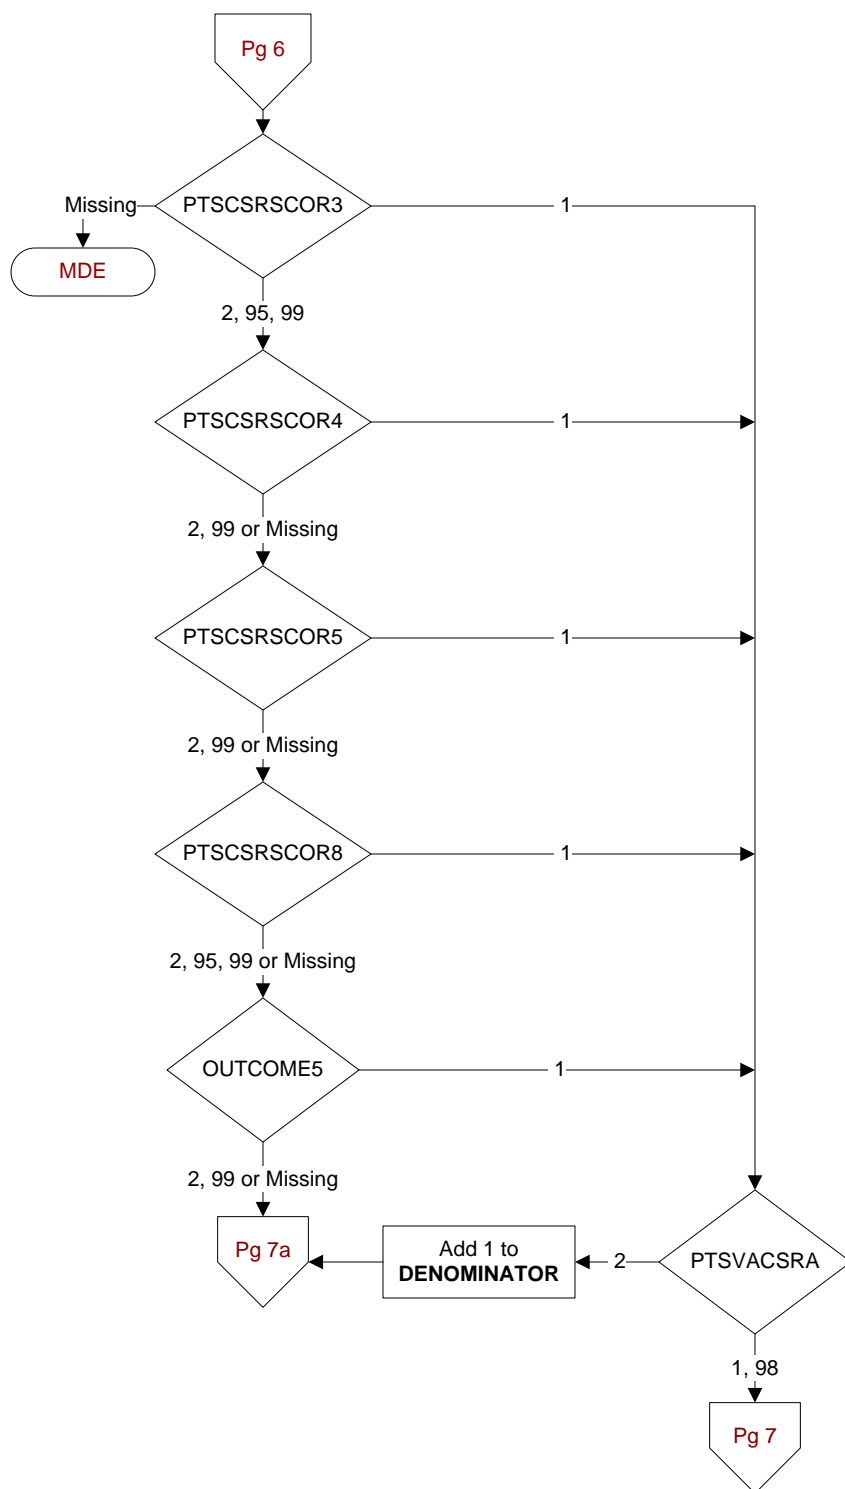 Pg 6
PTSCSRSCOR3
Missing
1
MDE
2, 95, 99
PTSCSRSCOR4
1
2, 99 or Missing
PTSCSRSCOR5
1
2, 99 or Missing
PTSCSRSCOR8
1
2, 95, 99 or Missing
OUTCOME5
1
2, 99 or Missing
Pg 7a
Add 1 to
DENOMINATOR
2
PTSVACSRA
1, 98
Pg 7